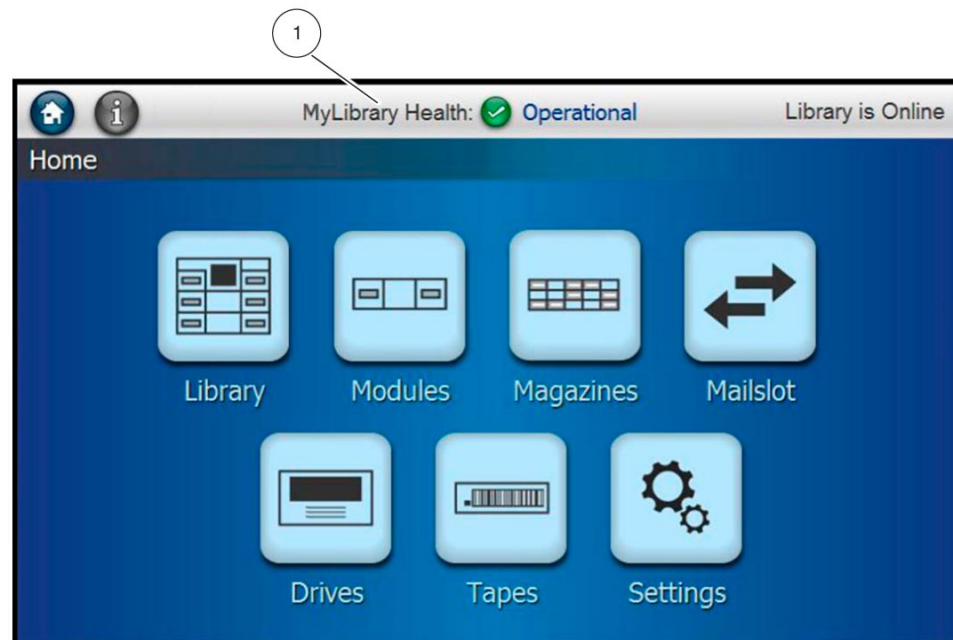 1
MyLibrary Health: Operational
Library is Online
Home
Library
Modules
Magazines
Mailslot
Drives
Tapes
Settings